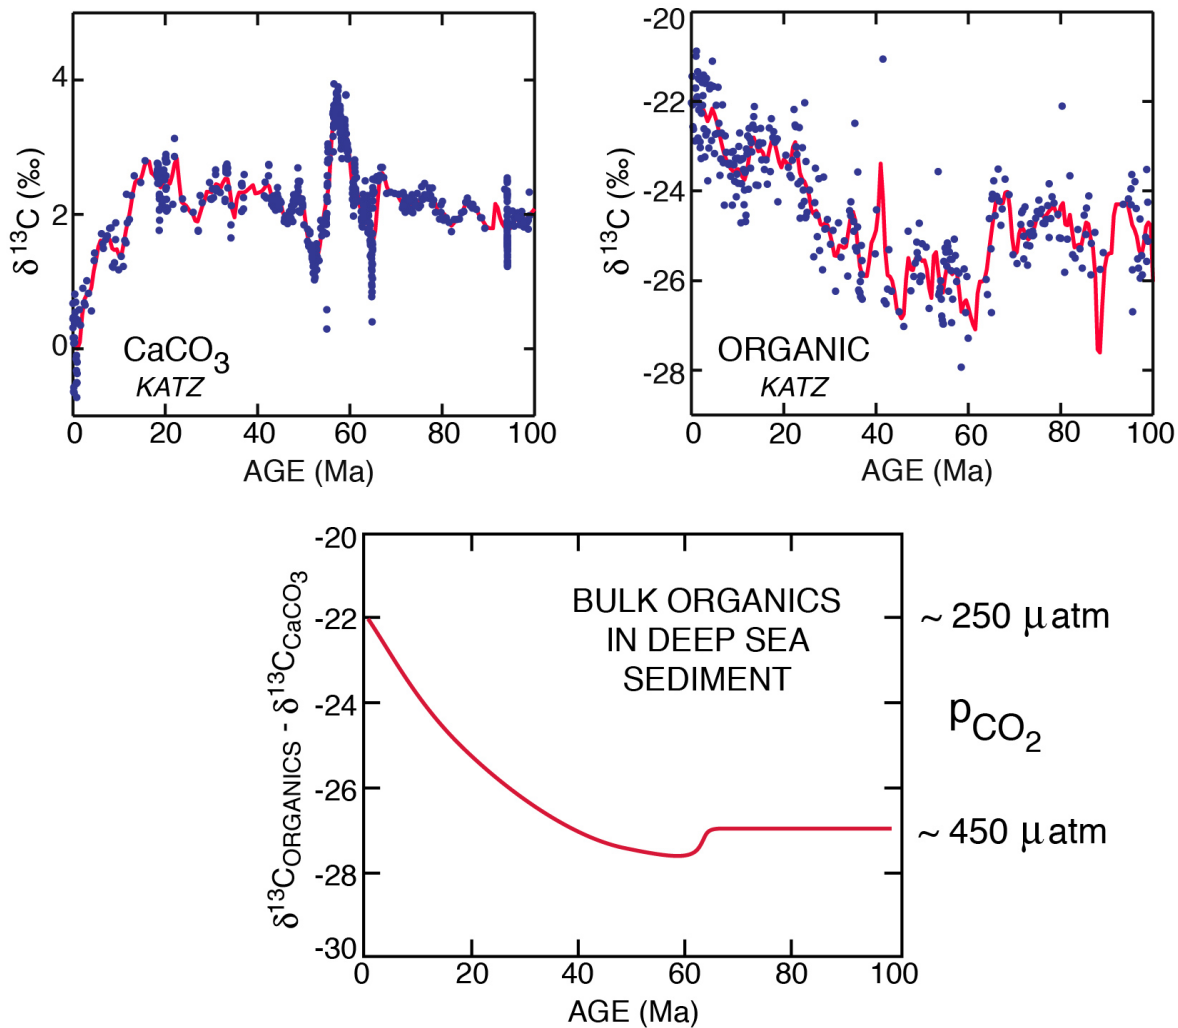 4
2
0
δ¹³C (‰)
CaCO₃
KATZ
0 20 40 60 80 100
AGE (Ma)
-20
-22
-24
-26
-28
δ¹³C (‰)
ORGANIC
KATZ
0 20 40 60 80 100
AGE (Ma)
-20
-22
-24
-26
-28
-30
δ¹³C_ORGANICS - δ¹³C_CaCO₃
BULK ORGANICS
IN DEEP SEA
SEDIMENT
~ 250 μatm
pCO₂
~ 450 μatm
0 20 40 60 80 100
AGE (Ma)